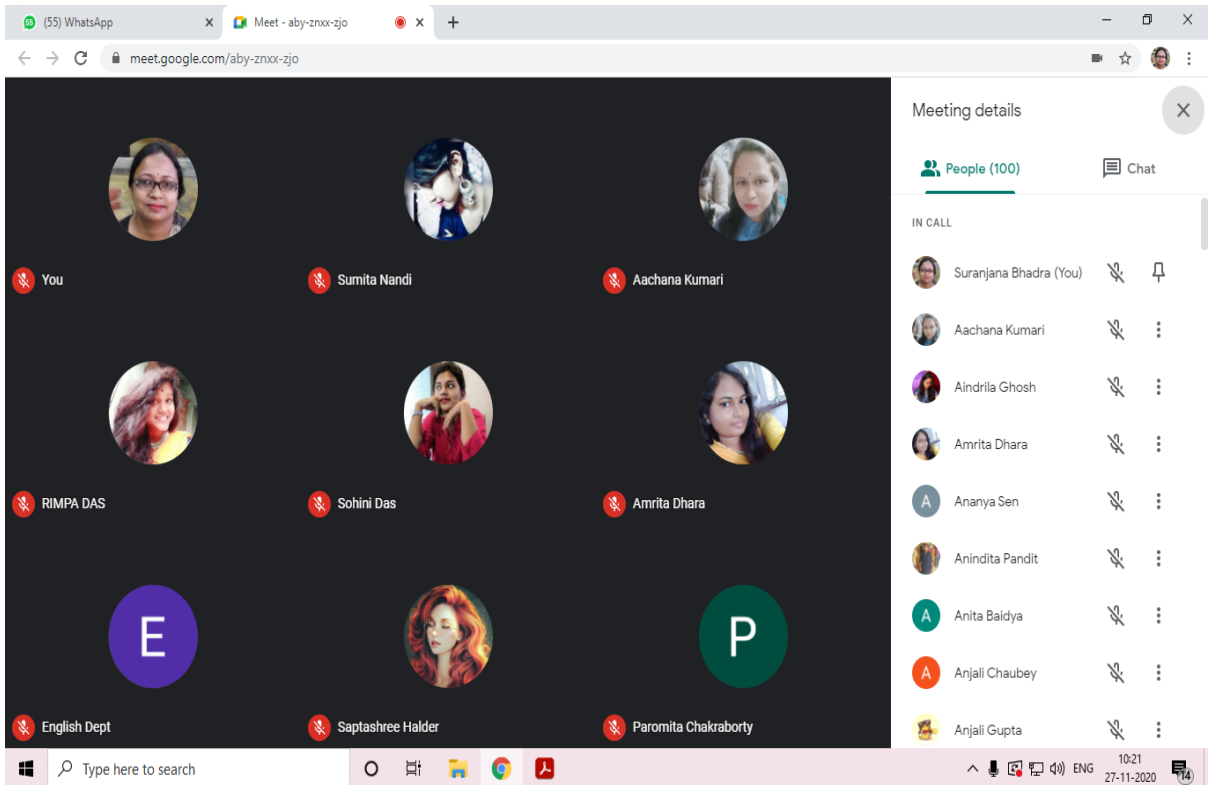 (55) WhatsApp
Meet - aby-znxx-zjo
meet.google.com/aby-znxx-zjo
You
Sumita Nandi
Aachana Kumari
RIMPA DAS
Sohini Das
Amrita Dhara
E
P
English Dept
Saptashree Halder
Paromita Chakraborty
Meeting details
People (100)
Chat
IN CALL
Suranjana Bhadra (You)
Aachana Kumari
Aindrila Ghosh
Amrita Dhara
A Ananya Sen
Anindita Pandit
A Anita Baidya
A Anjali Chaubey
Anjali Gupta
Type here to search
ENG
10:21
27-11-2020
14